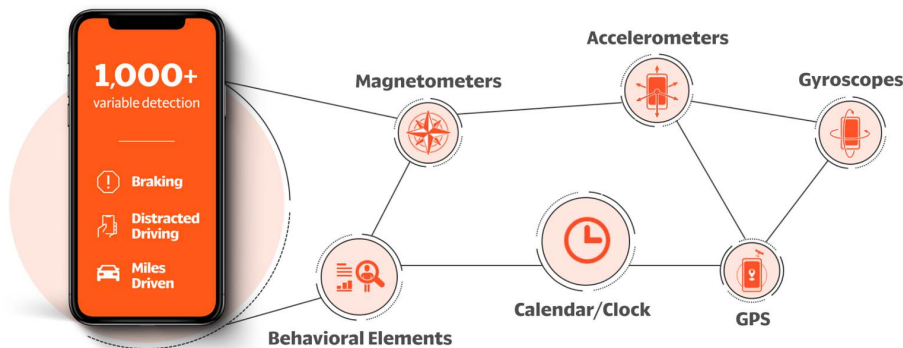 1,000+
variable detection
Braking
Distracted
Driving
Miles
Driven
Magnetometers
Accelerometers
Gyroscopes
Behavioral Elements
Calendar/Clock
GPS